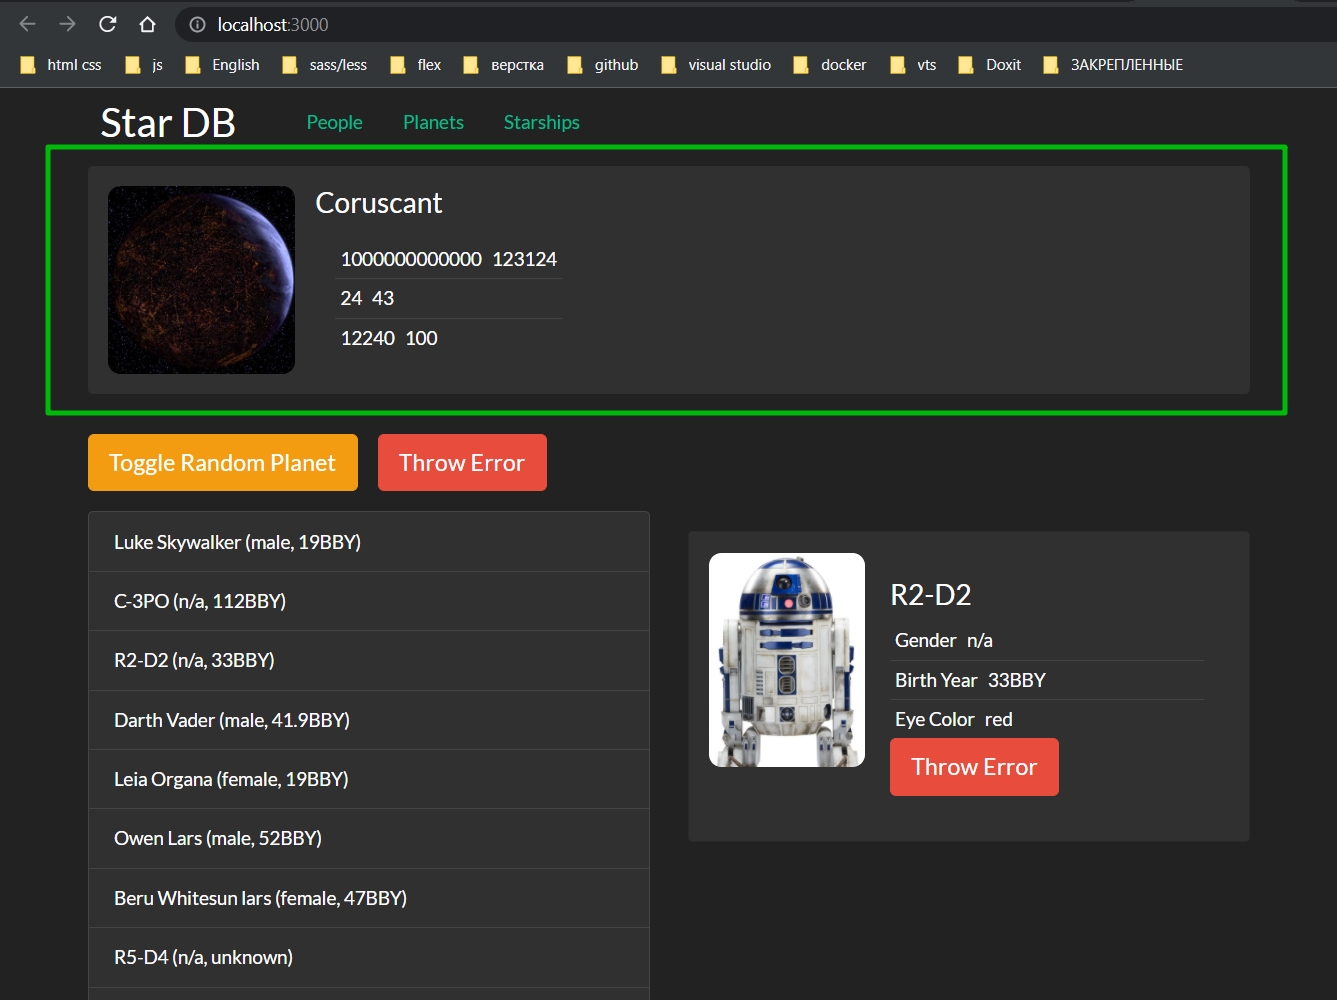 localhost:3000
html css js English sass/less flex верстка github visual studio docker vts Doxit ЗАКРЕПЛЕННЫЕ
Star DB People Planets Starships
Coruscant
1000000000000 123124
24 43
12240 100
Toggle Random Planet Throw Error
Luke Skywalker (male, 19BBY)
C-3PO (n/a, 112BBY)
R2-D2 (n/a, 33BBY)
Darth Vader (male, 41.9BBY)
Leia Organa (female, 19BBY)
Owen Lars (male, 52BBY)
Beru Whitesun lars (female, 47BBY)
R5-D4 (n/a, unknown)
R2-D2
Gender n/a
Birth Year 33BBY
Eye Color red
Throw Error